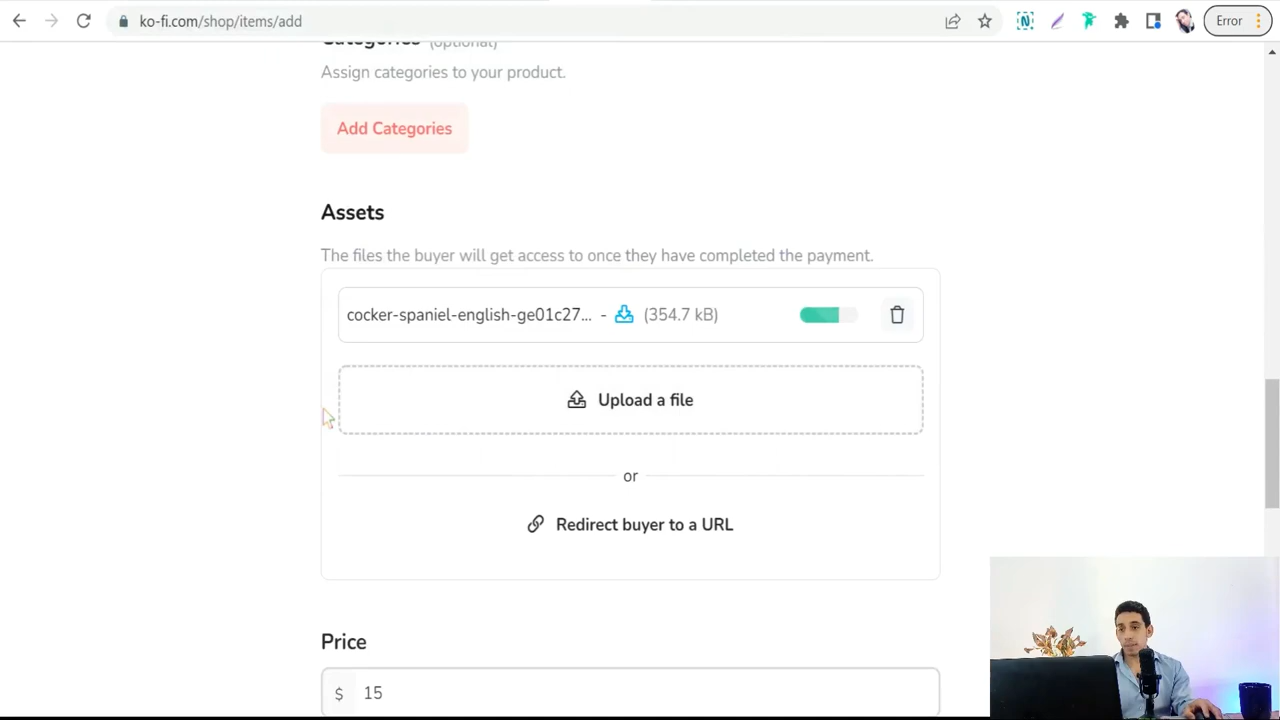 ko-fi.com/shop/items/add
Error
Categories (optional)
Assign categories to your product.
Add Categories
Assets
The files the buyer will get access to once they have completed the payment.
cocker-spaniel-english-ge01c27... - (354.7 kB)
Upload a file
or
Redirect buyer to a URL
Price
$ 15